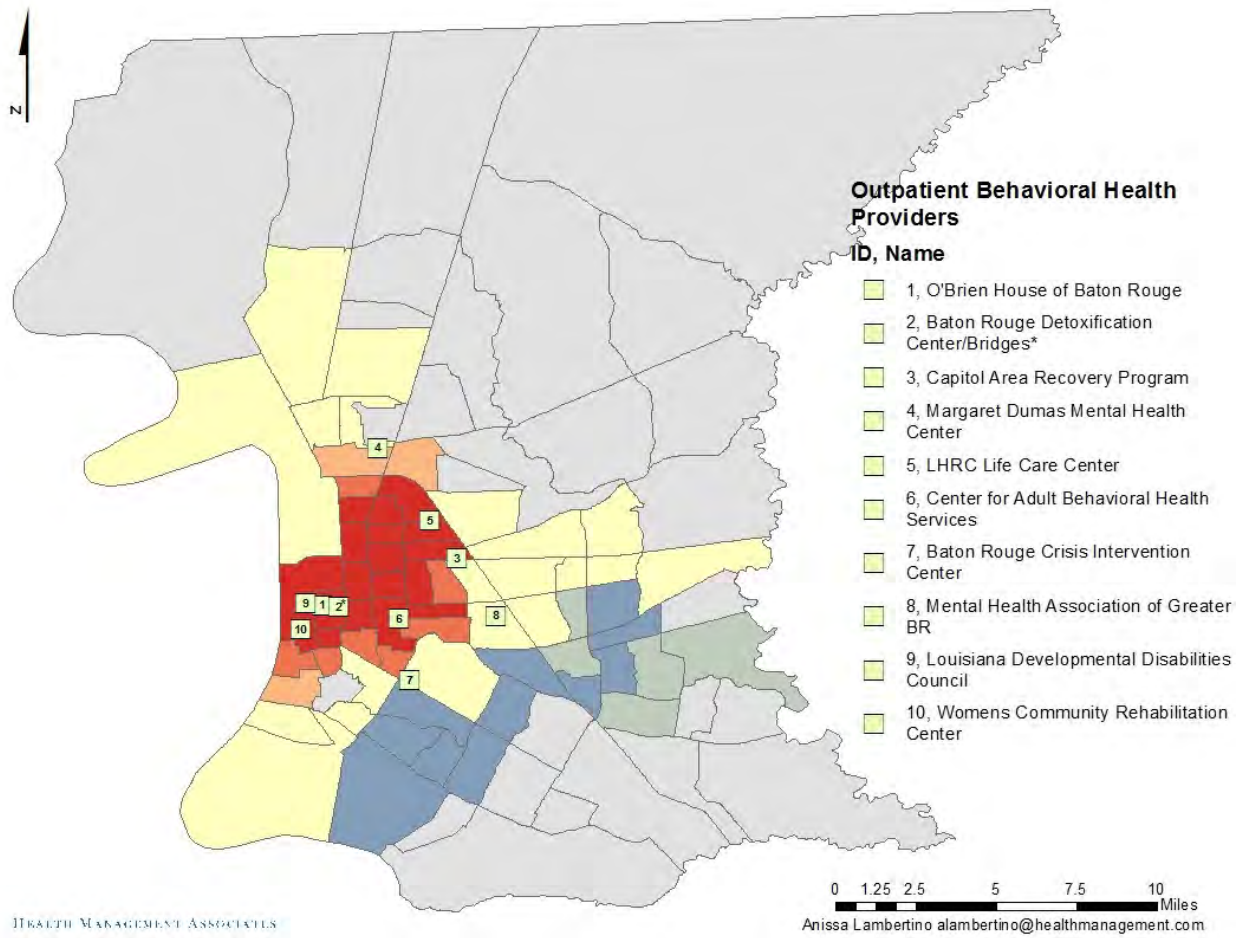 N
Outpatient Behavioral Health
Providers
ID, Name
1, O'Brien House of Baton Rouge
2, Baton Rouge Detoxification
Center/Bridges*
3, Capitol Area Recovery Program
4, Margaret Dumas Mental Health
Center
5, LHRC Life Care Center
6, Center for Adult Behavioral Health
Services
7, Baton Rouge Crisis Intervention
Center
8, Mental Health Association of Greater
BR
9, Louisiana Developmental Disabilities
Council
10, Womens Community Rehabilitation
Center
4
5
3
9 1 2*
6
8
10
7
0 1.25 2.5 5 7.5 10
Miles
HEALTH MANAGEMENT ASSOCIATES
Anissa Lambertino alambertino@healthmanagement.com